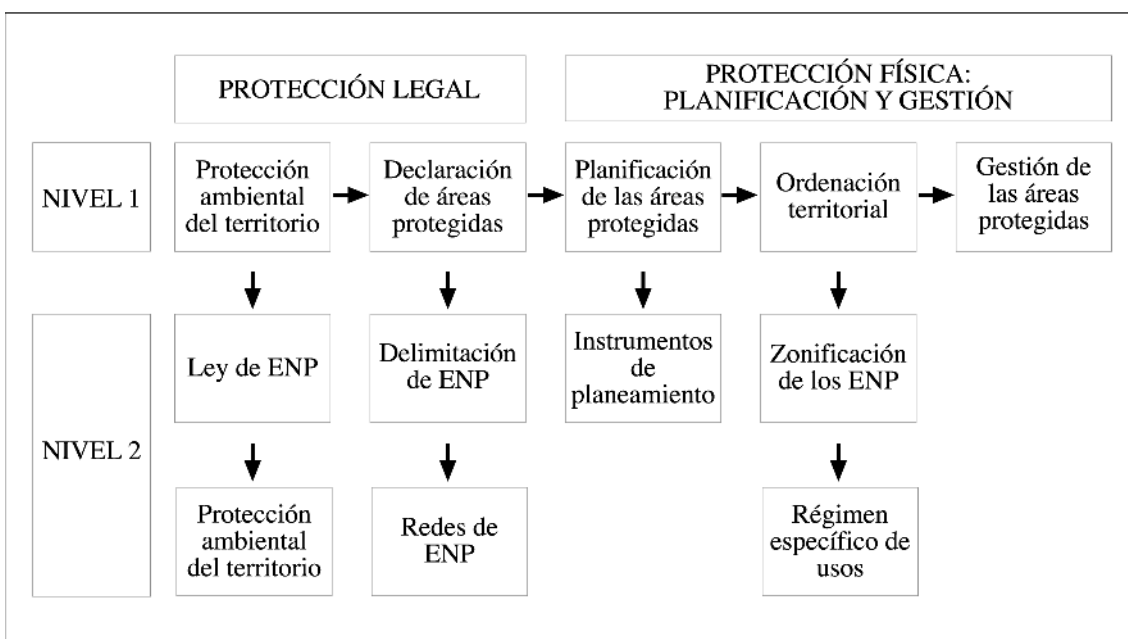 PROTECCIÓN LEGAL
PROTECCIÓN FÍSICA:
PLANIFICACIÓN Y GESTIÓN
NIVEL 1
Protección
ambiental
del territorio
Declaración
de áreas
protegidas
Planificación
de las áreas
protegidas
Ordenación
territorial
Gestión de
las áreas
protegidas
NIVEL 2
Ley de ENP
Delimitación
de ENP
Instrumentos
de
planeamiento
Zonificación
de los ENP
Protección
ambiental
del territorio
Redes de
ENP
Régimen
específico de
usos